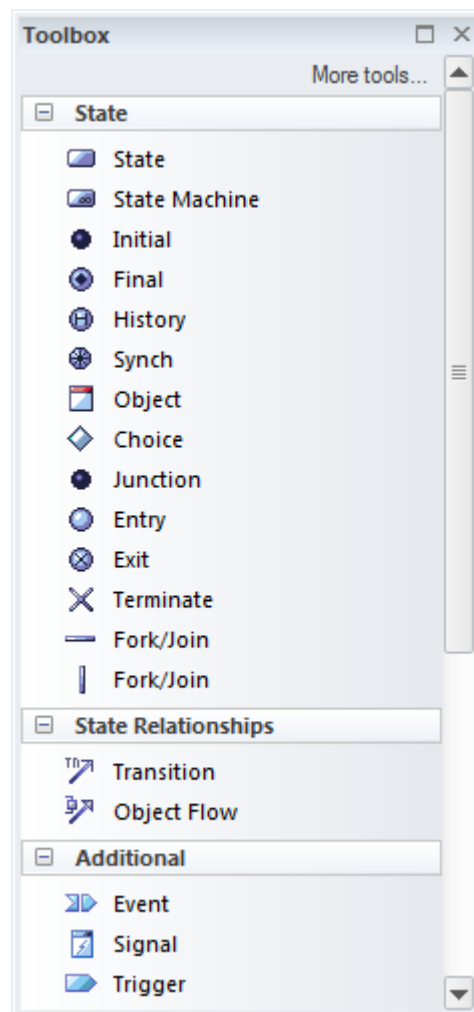 Toolbox
More tools...
State
State
State Machine
Initial
Final
History
Synch
Object
Choice
Junction
Entry
Exit
Terminate
Fork/Join
Fork/Join
State Relationships
Transition
Object Flow
Additional
Event
Signal
Trigger